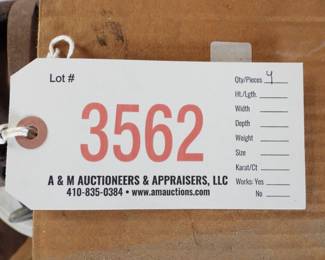 Lot #
3562
Qty/Pieces 4
Ht./Lgth
Width
Depth
Weight
Size
Karat/Ct
Works: Yes
No
A & M AUCTIONEERS & APPRAISERS, LLC
410-835-0384 • www.amauctions.com